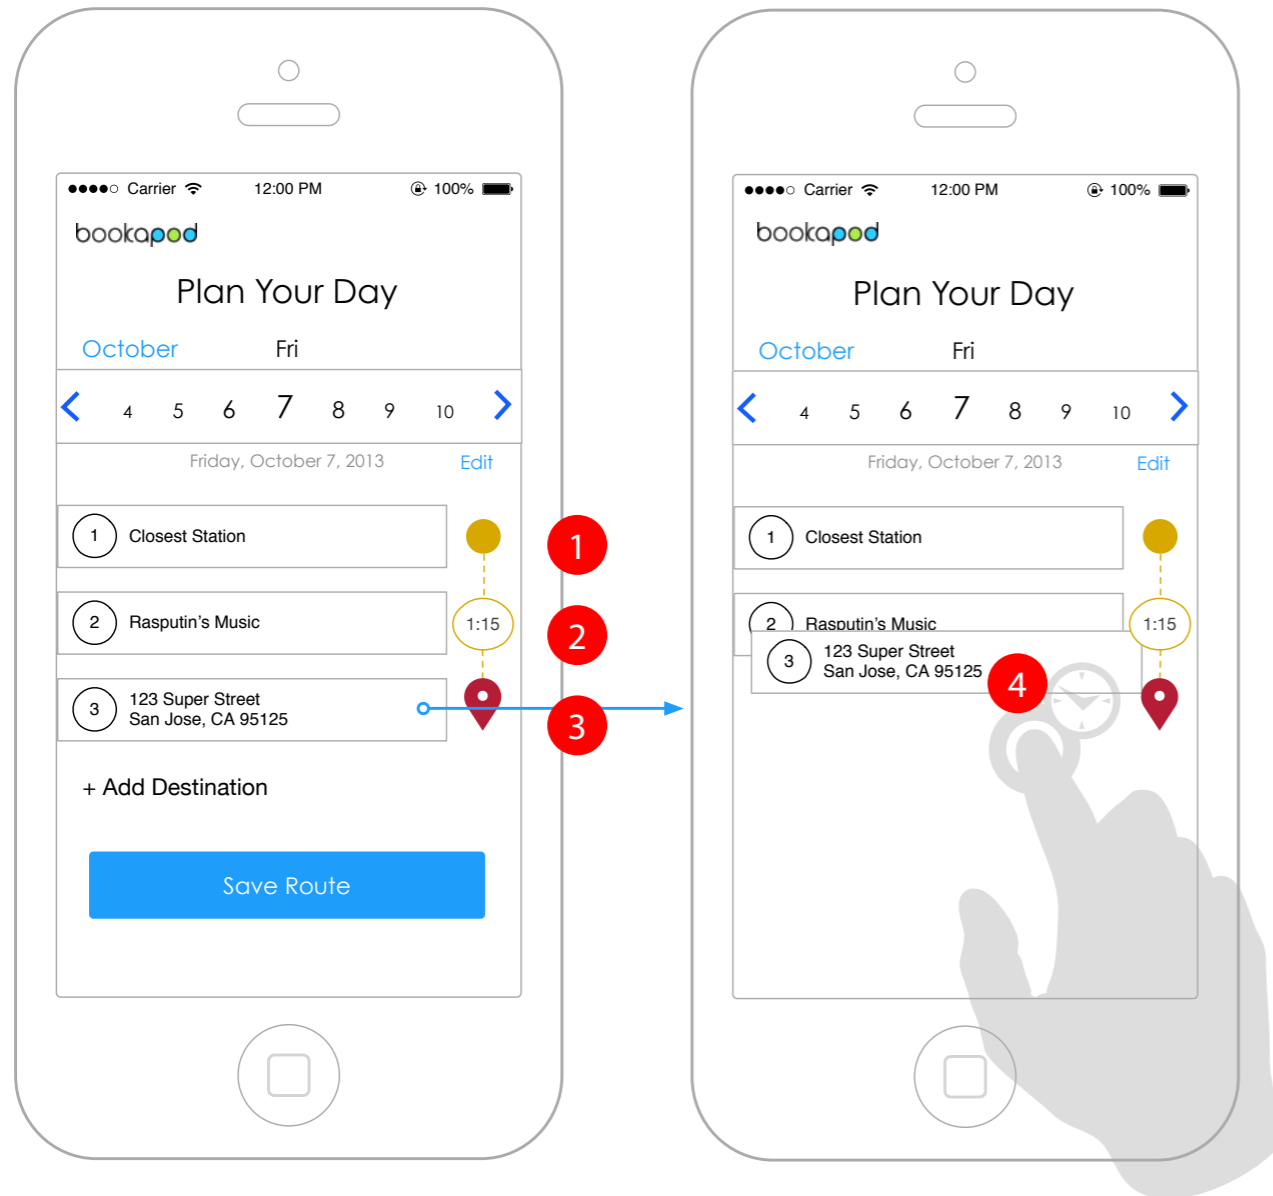 Carrier 12:00 PM 100%
bookapod
Plan Your Day
October Fri
4 5 6 7 8 9 10
Friday, October 7, 2013 Edit
1 Closest Station
1
2 Rasputin's Music 1:15
2
3 123 Super Street
San Jose, CA 95125
3
+ Add Destination
Save Route
Carrier 12:00 PM 100%
bookapod
Plan Your Day
October Fri
4 5 6 7 8 9 10
Friday, October 7, 2013 Edit
1 Closest Station
2 Rasputin's Music 1:15
3 123 Super Street
San Jose, CA 95125
4